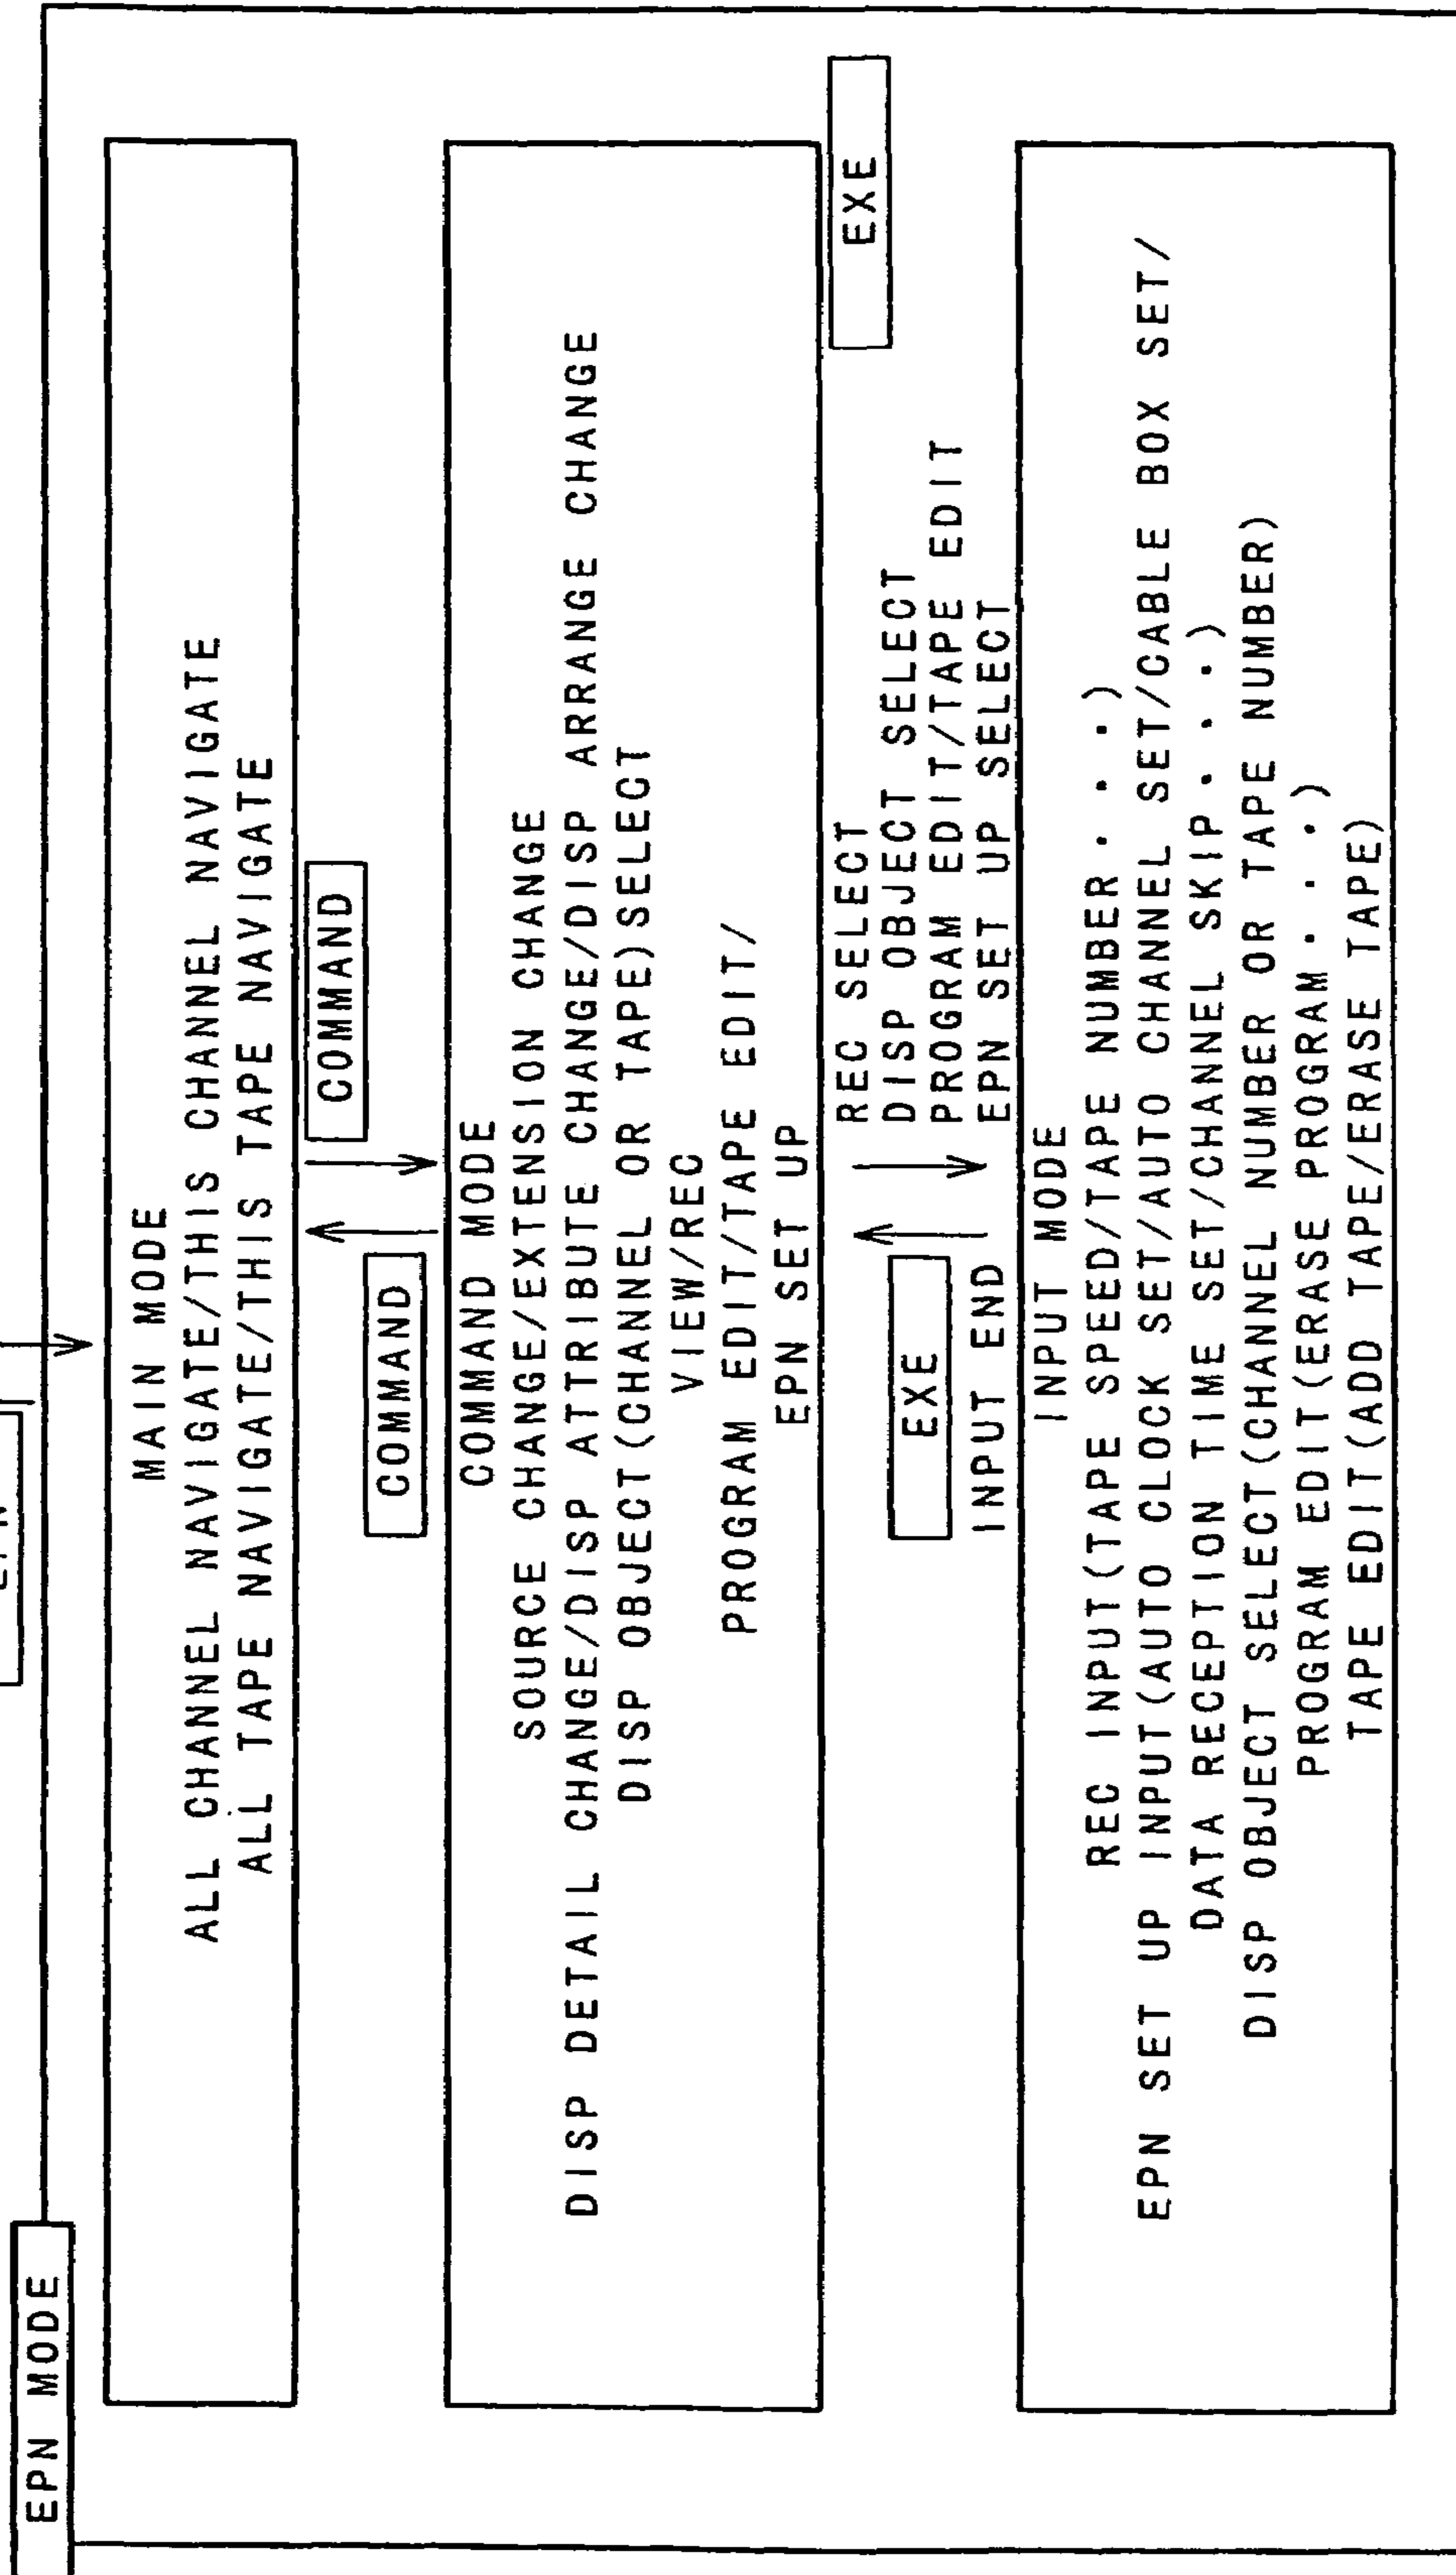 EPN MODE
MAIN MODE
ALL CHANNEL NAVIGATE/THIS CHANNEL NAVIGATE
ALL TAPE NAVIGATE/THIS TAPE NAVIGATE
COMMAND
COMMAND
COMMAND MODE
SOURCE CHANGE/EXTENSION CHANGE
DISP DETAIL CHANGE/DISP ATTRIBUTE CHANGE/DISP ARRANGE CHANGE
DISP OBJECT(CHANNEL OR TAPE)SELECT
VIEW/REC
PROGRAM EDIT/TAPE EDIT/
EPN SET UP
EXE
INPUT END
REC SELECT
DISP OBJECT SELECT
PROGRAM EDIT/TAPE EDIT
EPN SET UP SELECT
EXE
INPUT MODE
REC INPUT(TAPE SPEED/TAPE NUMBER···)
EPN SET UP INPUT(AUTO CLOCK SET/AUTO CHANNEL SET/CABLE BOX SET/
DATA RECEPTION TIME SET/CHANNEL SKIP···)
DISP OBJECT SELECT(CHANNEL NUMBER OR TAPE NUMBER)
PROGRAM EDIT(ERASE PROGRAM···)
TAPE EDIT(ADD TAPE/ERASE TAPE)